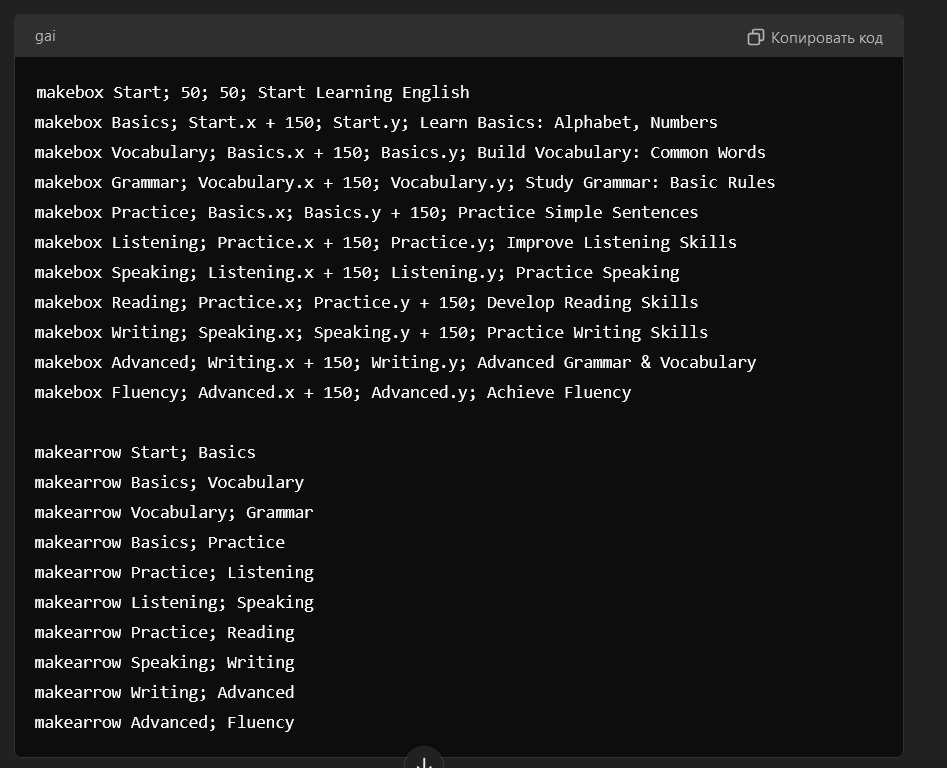 gai
Копировать код
makebox Start; 50; 50; Start Learning English
makebox Basics; Start.x + 150; Start.y; Learn Basics: Alphabet, Numbers
makebox Vocabulary; Basics.x + 150; Basics.y; Build Vocabulary: Common Words
makebox Grammar; Vocabulary.x + 150; Vocabulary.y; Study Grammar: Basic Rules
makebox Practice; Basics.x; Basics.y + 150; Practice Simple Sentences
makebox Listening; Practice.x + 150; Practice.y; Improve Listening Skills
makebox Speaking; Listening.x + 150; Listening.y; Practice Speaking
makebox Reading; Practice.x; Practice.y + 150; Develop Reading Skills
makebox Writing; Speaking.x; Speaking.y + 150; Practice Writing Skills
makebox Advanced; Writing.x + 150; Writing.y; Advanced Grammar & Vocabulary
makebox Fluency; Advanced.x + 150; Advanced.y; Achieve Fluency
makearrow Start; Basics
makearrow Basics; Vocabulary
makearrow Vocabulary; Grammar
makearrow Basics; Practice
makearrow Practice; Listening
makearrow Listening; Speaking
makearrow Practice; Reading
makearrow Speaking; Writing
makearrow Writing; Advanced
makearrow Advanced; Fluency